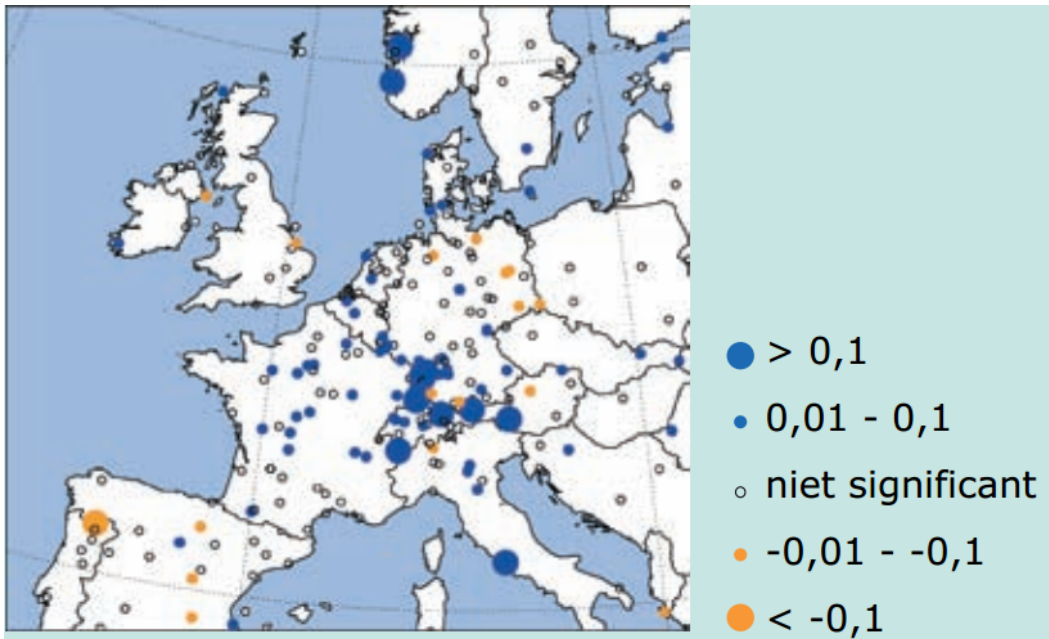 > 0,1
0,01 - 0,1
niet significant
-0,01 - -0,1
< -0,1